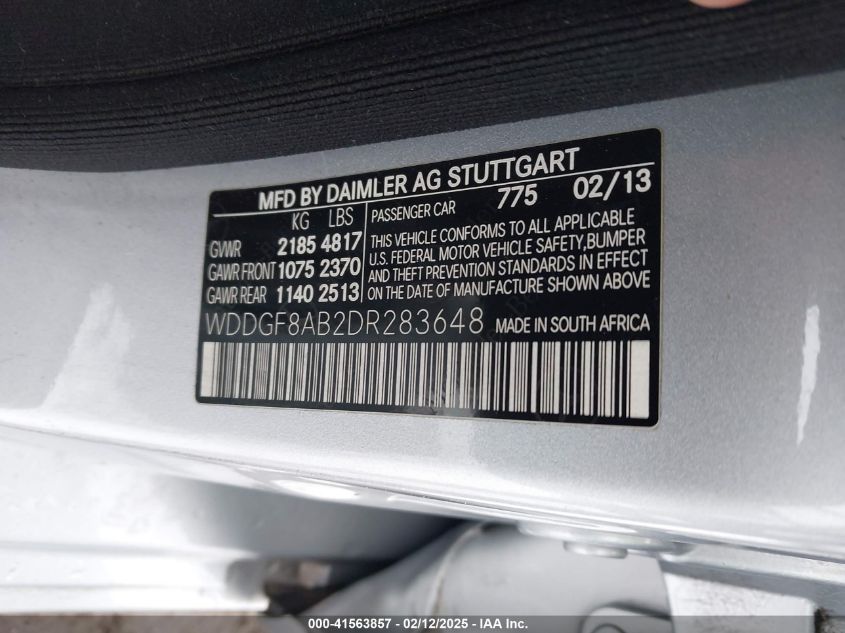 MFD BY DAIMLER AG STUTTGART
KG LBS
GVWR 2185 4817
GAWR FRONT 1075 2370
GAWR REAR 1140 2513
PASSENGER CAR 775 02/13
THIS VEHICLE CONFORMS TO ALL APPLICABLE
U.S. FEDERAL MOTOR VEHICLE SAFETY,BUMPER
AND THEFT PREVENTION STANDARDS IN EFFECT
ON DATE OF MANUFACTURE SHOWN ABOVE
WDDGF8AB2DR283648 MADE IN SOUTH AFRICA
000-41563857 - 02/12/2025 - IAA Inc.